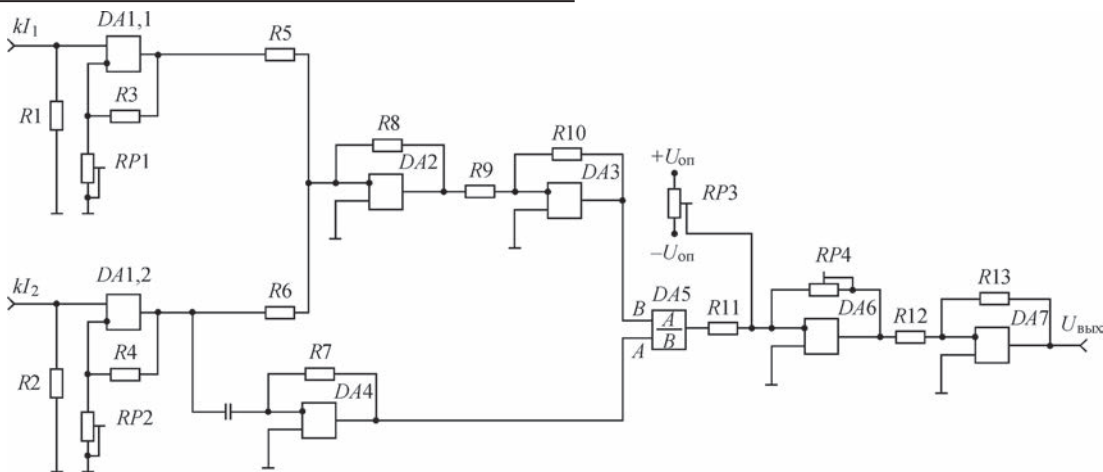 kI₁
DA1,1
R5
R3
R1
RP1
R8
DA2
R9
R10
DA3
+Uоп
RP3
−Uоп
kI₂
DA1,2
R6
R4
R2
RP2
R7
DA4
B
A
DA5
A
B
R11
RP4
DA6
R12
R13
DA7
Uвых